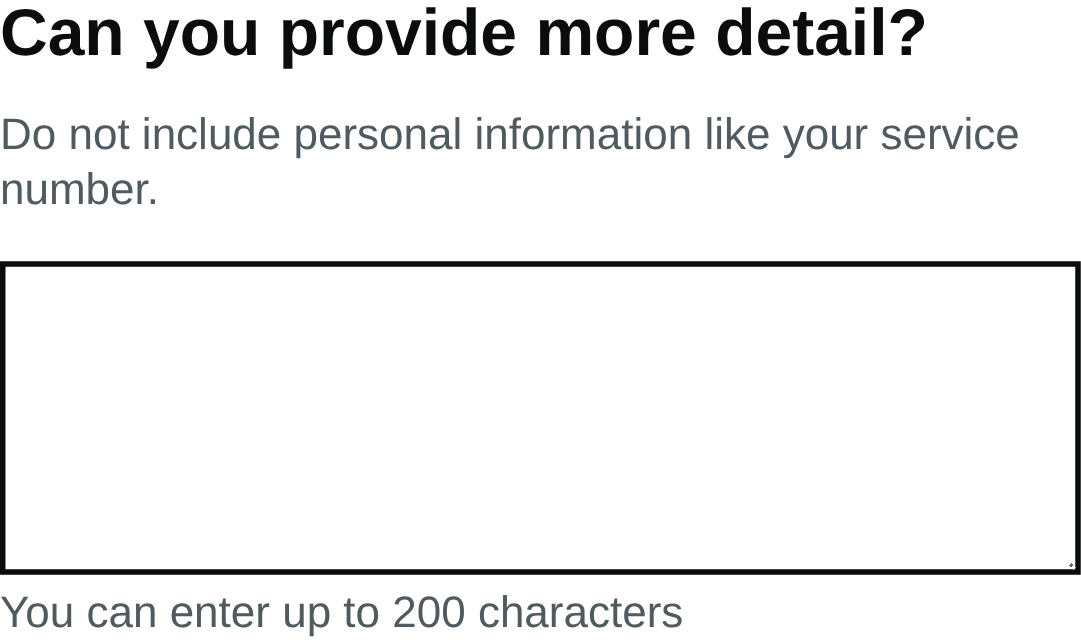 Can you provide more detail?
Do not include personal information like your service
number.
You can enter up to 200 characters